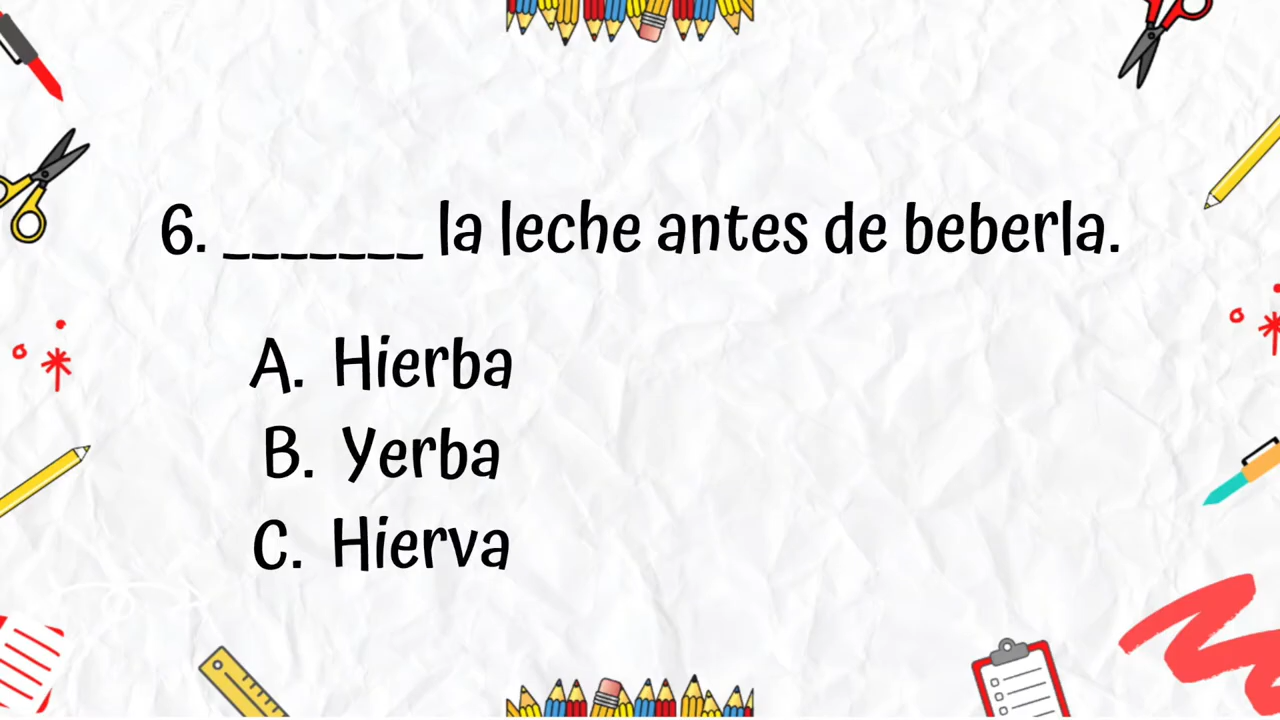 6. _______ la leche antes de beberla.
A. Hierba
B. Yerba
C. Hierva